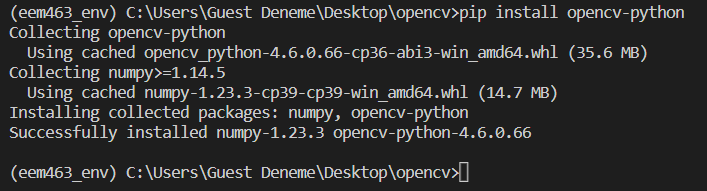 (eem463_env) C:\Users\Guest Deneme\Desktop\opencv>pip install opencv-python
Collecting opencv-python
  Using cached opencv_python-4.6.0.66-cp36-abi3-win_amd64.whl (35.6 MB)
Collecting numpy>=1.14.5
  Using cached numpy-1.23.3-cp39-cp39-win_amd64.whl (14.7 MB)
Installing collected packages: numpy, opencv-python
Successfully installed numpy-1.23.3 opencv-python-4.6.0.66
(eem463_env) C:\Users\Guest Deneme\Desktop\opencv>